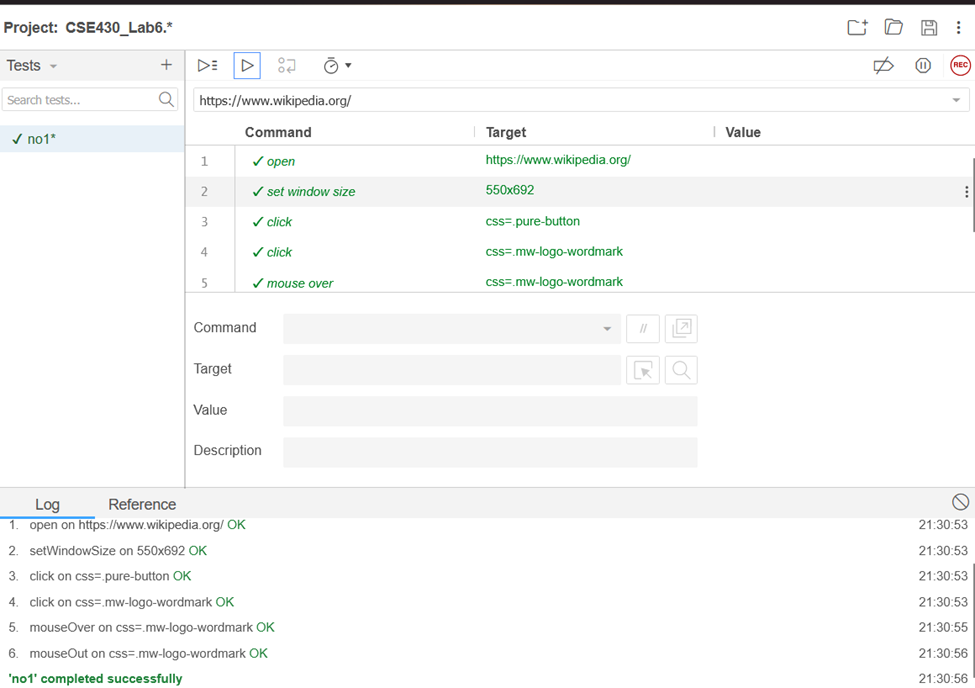 Project: CSE430_Lab6.*
Tests
REC
Search tests...
https://www.wikipedia.org/
✓ no1*
Command Target Value
1 ✓ open https://www.wikipedia.org/
2 ✓ set window size 550x692
3 ✓ click css=.pure-button
4 ✓ click css=.mw-logo-wordmark
5 ✓ mouse over css=.mw-logo-wordmark
Command //
Target
Value
Description
Log Reference
1. open on https://www.wikipedia.org/ OK 21:30:53
2. setWindowSize on 550x692 OK 21:30:53
3. click on css=.pure-button OK 21:30:53
4. click on css=.mw-logo-wordmark OK 21:30:53
5. mouseOver on css=.mw-logo-wordmark OK 21:30:55
6. mouseOut on css=.mw-logo-wordmark OK 21:30:56
'no1' completed successfully 21:30:56